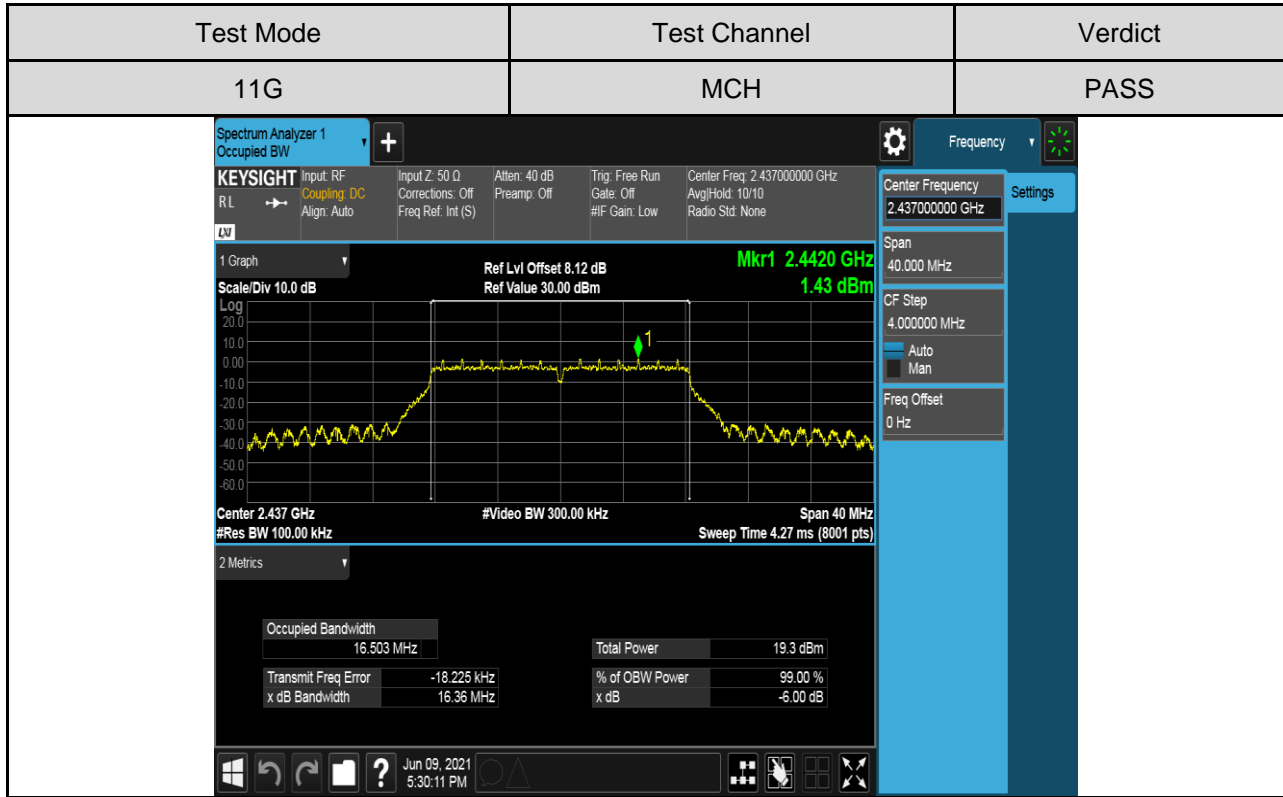 Test Mode Test Channel Verdict
11G MCH PASS
Spectrum Analyzer 1
Occupied BW
+
Frequency
KEYSIGHT Input: RF Input Z: 50 Ω Atten: 40 dB Trig: Free Run Center Freq: 2.437000000 GHz
RL Coupling: DC Corrections: Off Preamp: Off Gate: Off Avg|Hold: 10/10
Align: Auto Freq Ref: Int (S) #IF Gain: Low Radio Std: None
LXI
Center Frequency
2.437000000 GHz
Settings
Span
40.000 MHz
CF Step
4.000000 MHz
Auto
Man
Freq Offset
0 Hz
1 Graph
Ref Lvl Offset 8.12 dB
Mkr1 2.4420 GHz
Scale/Div 10.0 dB Ref Value 30.00 dBm 1.43 dBm
Log
20.0
10.0
0.00
-10.0
-20.0
-30.0
-40.0
-50.0
-60.0
1
Center 2.437 GHz #Video BW 300.00 kHz Span 40 MHz
#Res BW 100.00 kHz Sweep Time 4.27 ms (8001 pts)
2 Metrics
Occupied Bandwidth
16.503 MHz
Total Power 19.3 dBm
Transmit Freq Error -18.225 kHz % of OBW Power 99.00 %
x dB Bandwidth 16.36 MHz x dB -6.00 dB
?
Jun 09, 2021
5:30:11 PM